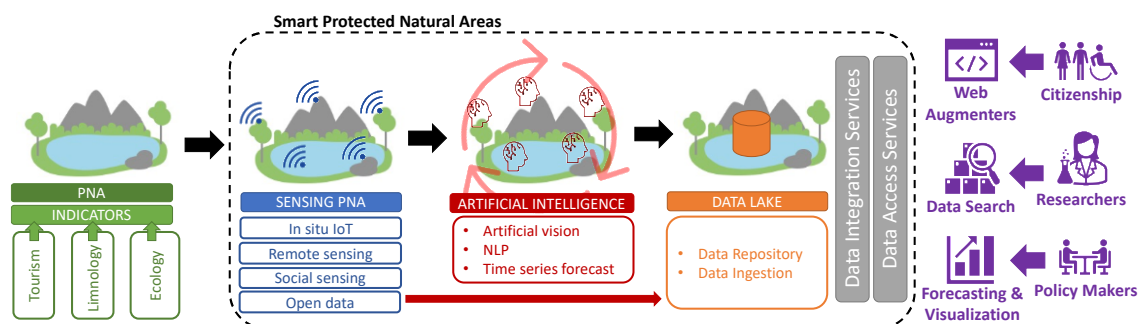 Smart Protected Natural Areas
PNA
INDICATORS
Tourism
Limnology
Ecology
SENSING PNA
In situ IoT
Remote sensing
Social sensing
Open data
ARTIFICIAL INTELLIGENCE
• Artificial vision
• NLP
• Time series forecast
DATA LAKE
• Data Repository
• Data Ingestion
Data Integration Services
Data Access Services
</>
Web
Augmenters
Citizenship
Data Search
Researchers
Forecasting &
Visualization
Policy Makers